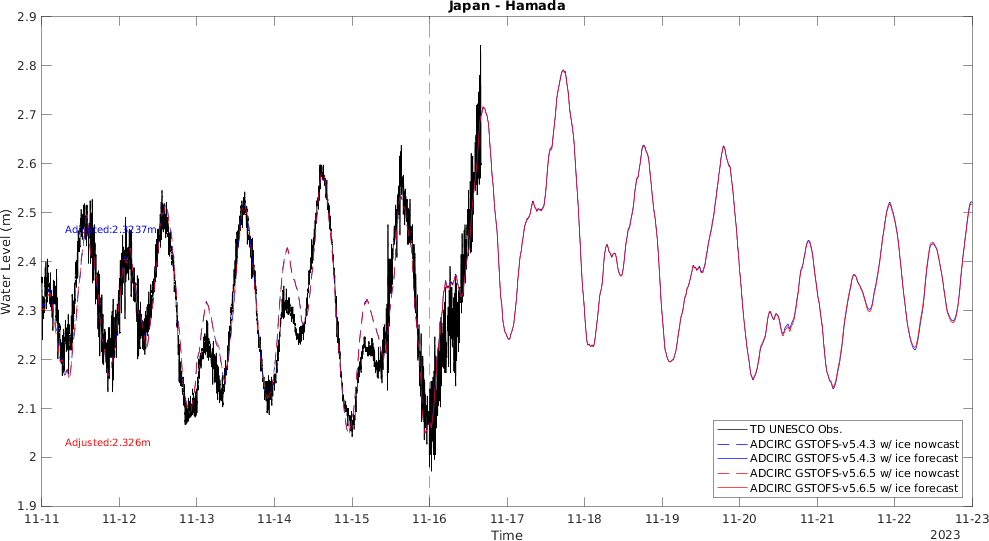 Japan - Hamada
2.9
2.8
2.7
2.6
2.5
2.4
2.3
2.2
2.1
2
1.9
Water Level (m)
Adjusted:2.3237m
Adjusted:2.326m
TD UNESCO Obs.
ADCIRC GSTOFS-v5.4.3 w/ ice nowcast
ADCIRC GSTOFS-v5.4.3 w/ ice forecast
ADCIRC GSTOFS-v5.6.5 w/ ice nowcast
ADCIRC GSTOFS-v5.6.5 w/ ice forecast
11-11 11-12 11-13 11-14 11-15 11-16 11-17 11-18 11-19 11-20 11-21 11-22 11-23
Time
2023